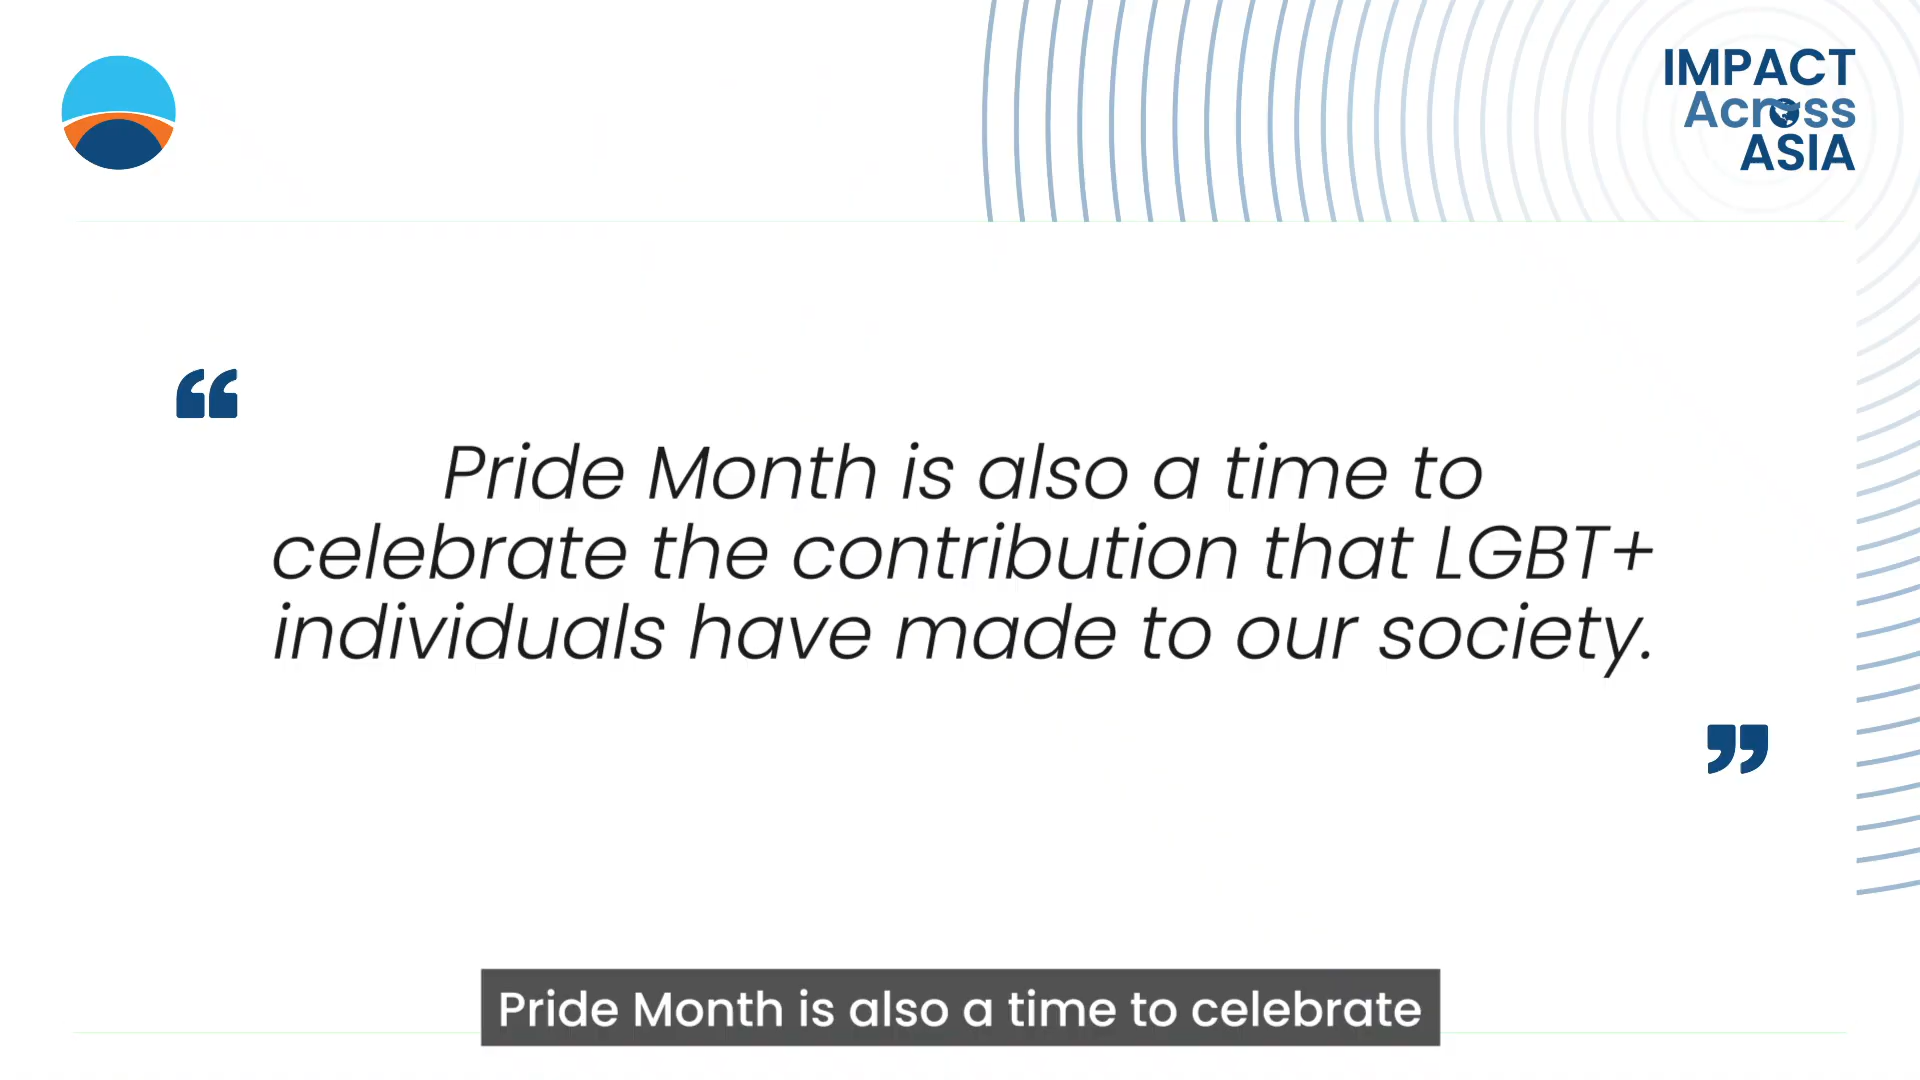 IMPACT
Across
ASIA
“
Pride Month is also a time to
celebrate the contribution that LGBT+
individuals have made to our society.
”
Pride Month is also a time to celebrate